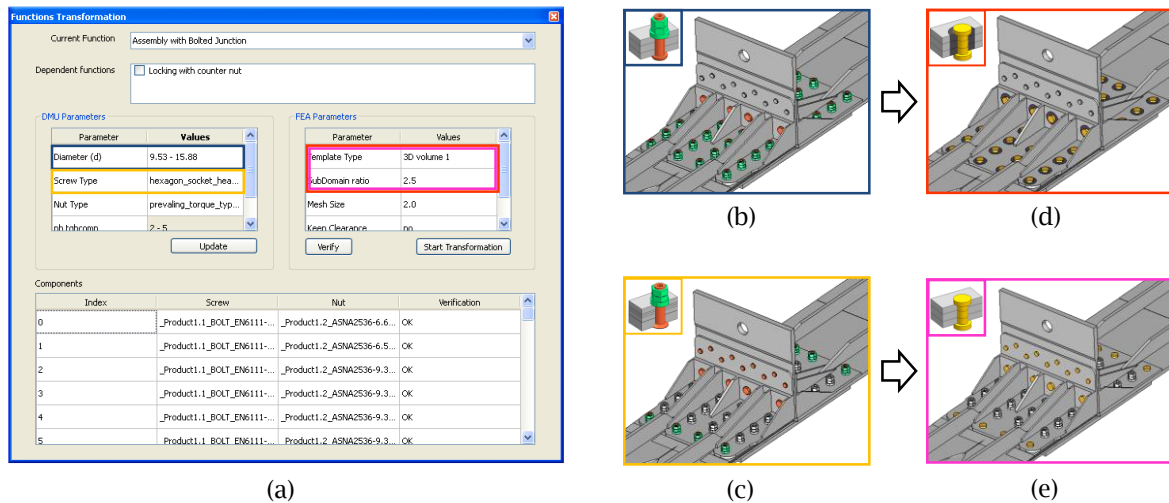 Functions Transformation
Current Function
Assembly with Bolted Junction
Dependent functions
Locking with counter nut
DMU Parameters
Parameter Values
Diameter (d) 9.53 - 15.88
Screw Type hexagon_socket_hea...
Nut Type prevaling_torque_typ...
nh tghcomp 2 - 5
Update
FEA Parameters
Parameter Values
Template Type 3D volume 1
SubDomain ratio 2.5
Mesh Size 2.0
Keen Clearance no
Verify Start Transformation
Components
Index Screw Nut Verification
0 _Product1.1_BOLT_EN6111-... _Product1.2_ASNA2536-6.6... OK
1 _Product1.1_BOLT_EN6111-... _Product1.2_ASNA2536-6.5... OK
2 _Product1.1_BOLT_EN6111-... _Product1.2_ASNA2536-9.3... OK
3 _Product1.1_BOLT_EN6111-... _Product1.2_ASNA2536-9.3... OK
4 _Product1.1_BOLT_EN6111-... _Product1.2_ASNA2536-9.3... OK
5 _Product1.1_BOLT_EN6111-... _Product1.2_ASNA2536-9.3... OK
(a)
(b)
(d)
(c)
(e)